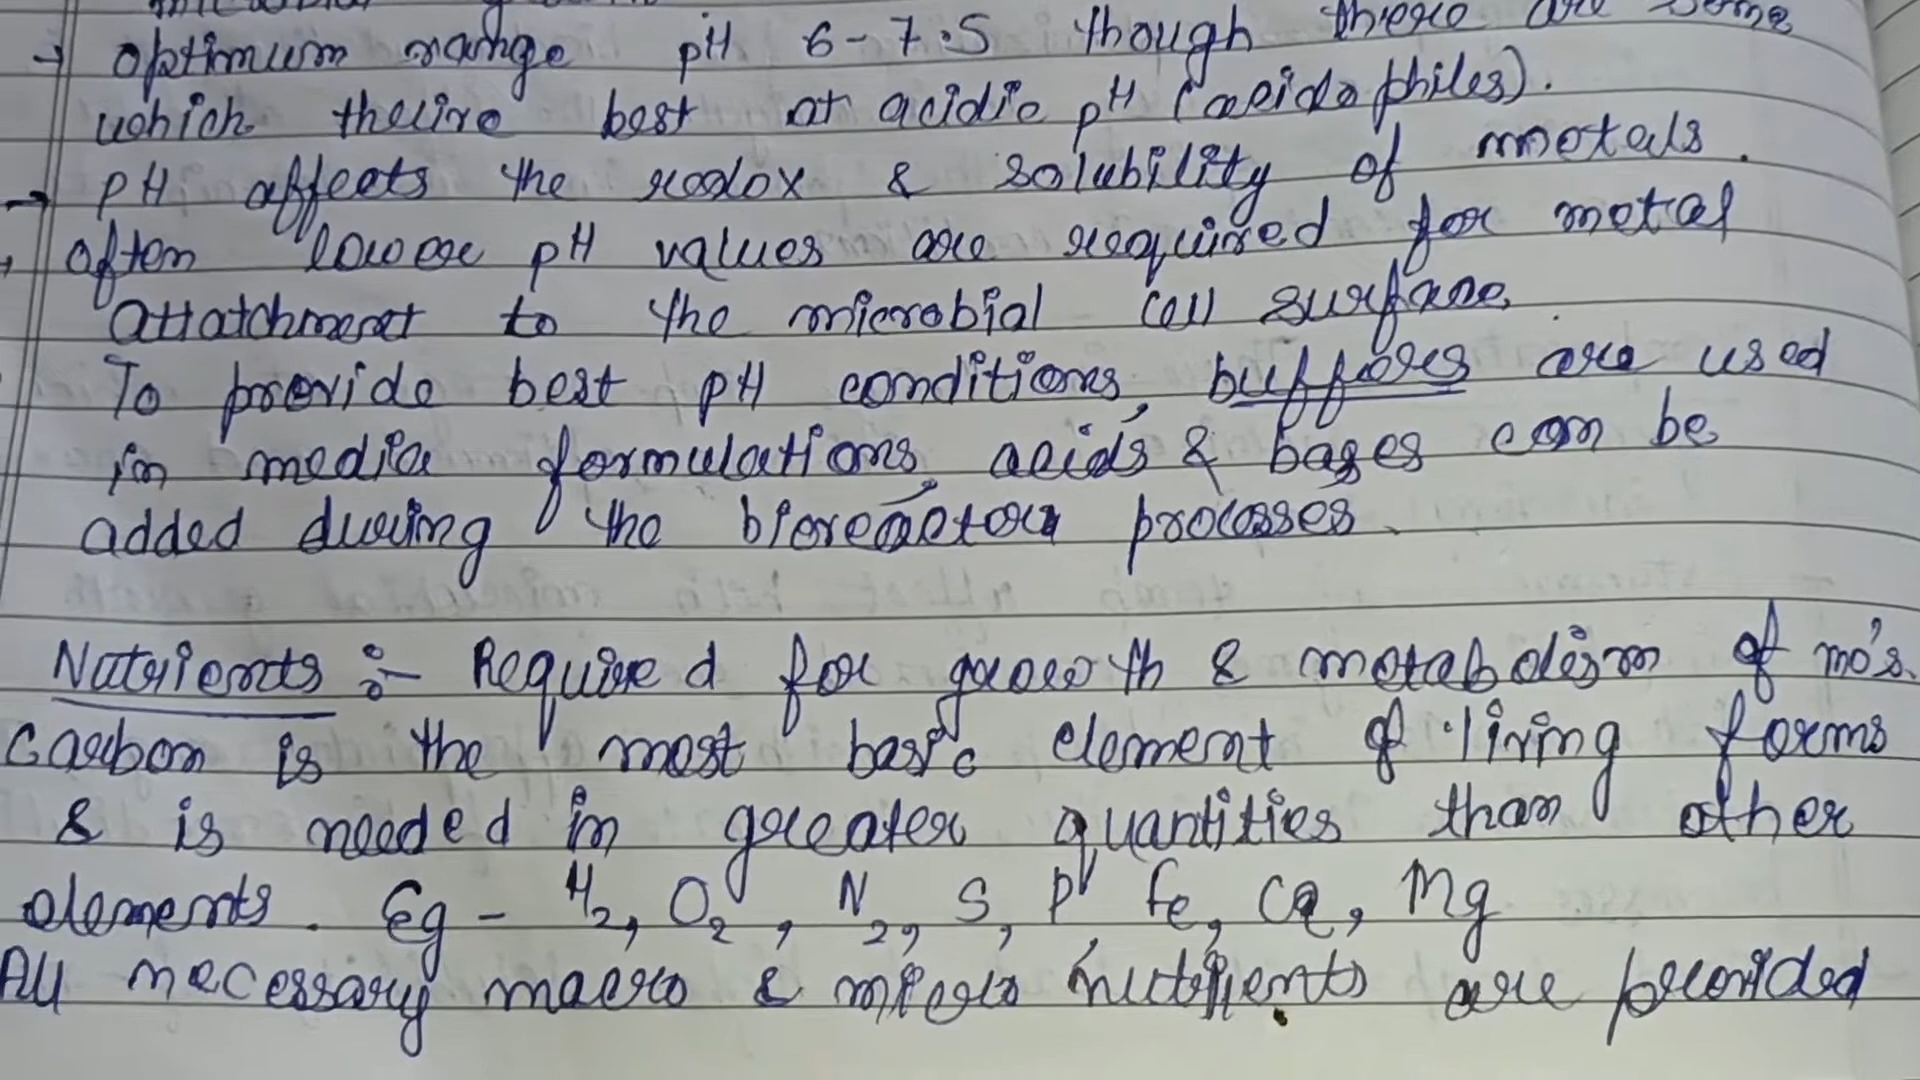 → optimum range pH 6-7.5 though there are some
which thelire best at acidic pH (acidophiles).
→ pH affects the redox & solubility of metals.
→ often lower pH values are required for metal
attatchment to the microbial cell surface.
To provide best pH conditions, buffers are used
in media formulations, acids & bases can be
added during the bioreactor processes.
Nutrients :- Required for growth & metabolism of mo's.
Carbon is the most basic element of living forms
& is needed in greater quantities than other
elements. Eg - H2, O2, N2, S, P, Fe, Ca, Mg
All necessary macro & micro nutrients are provided